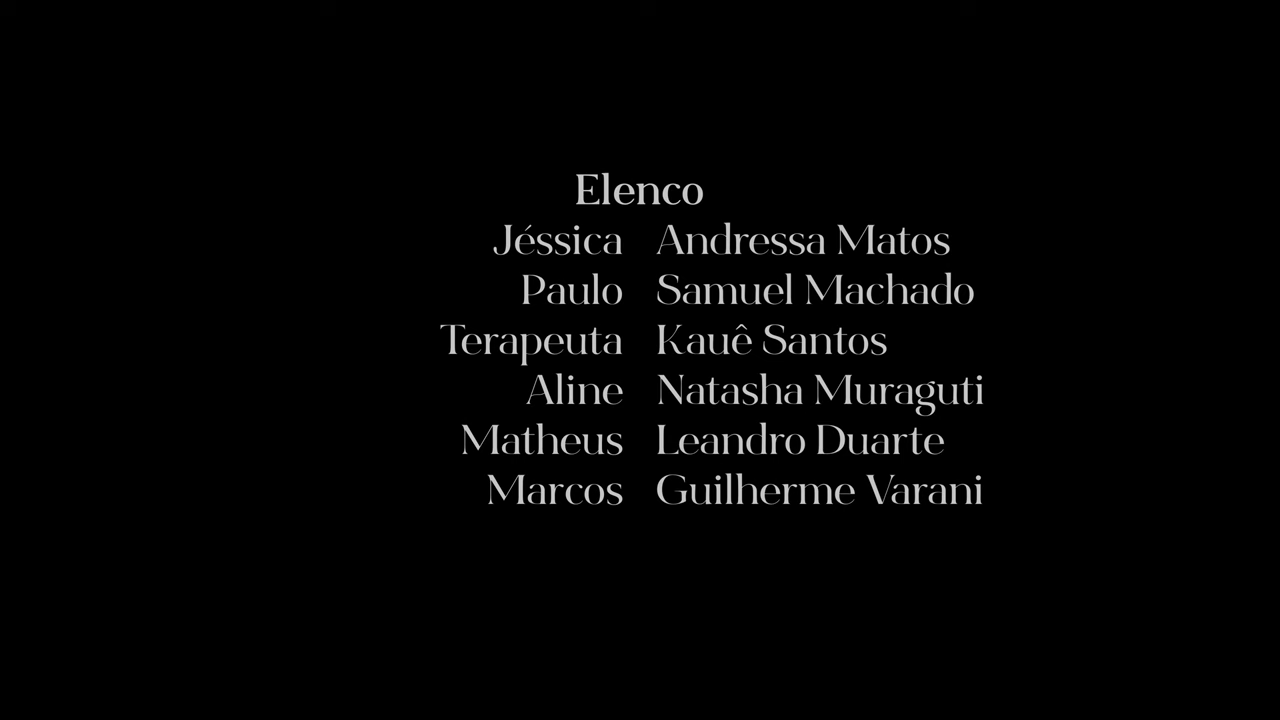 Elenco
Jéssica Andressa Matos
Paulo Samuel Machado
Terapeuta Kauê Santos
Aline Natasha Muraguti
Matheus Leandro Duarte
Marcos Guilherme Varani